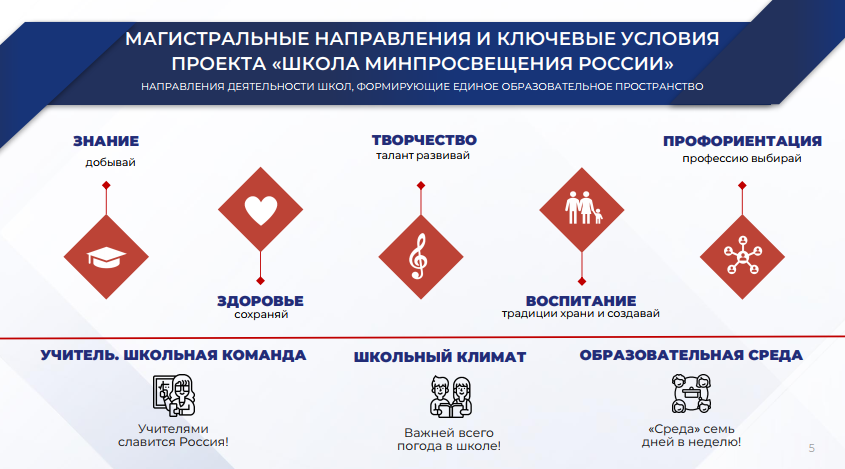 МАГИСТРАЛЬНЫЕ НАПРАВЛЕНИЯ И КЛЮЧЕВЫЕ УСЛОВИЯ
ПРОЕКТА «ШКОЛА МИНПРОСВЕЩЕНИЯ РОССИИ»
НАПРАВЛЕНИЯ ДЕЯТЕЛЬНОСТИ ШКОЛ, ФОРМИРУЮЩИЕ ЕДИНОЕ ОБРАЗОВАТЕЛЬНОЕ ПРОСТРАНСТВО
ЗНАНИЕ
добывай
ТВОРЧЕСТВО
талант развивай
ПРОФОРИЕНТАЦИЯ
профессию выбирай
ЗДОРОВЬЕ
сохраняй
ВОСПИТАНИЕ
традиции храни и создавай
УЧИТЕЛЬ. ШКОЛЬНАЯ КОМАНДА
Учителями
славится Россия!
ШКОЛЬНЫЙ КЛИМАТ
Важней всего
погода в школе!
ОБРАЗОВАТЕЛЬНАЯ СРЕДА
«Среда» семь
дней в неделю!
5